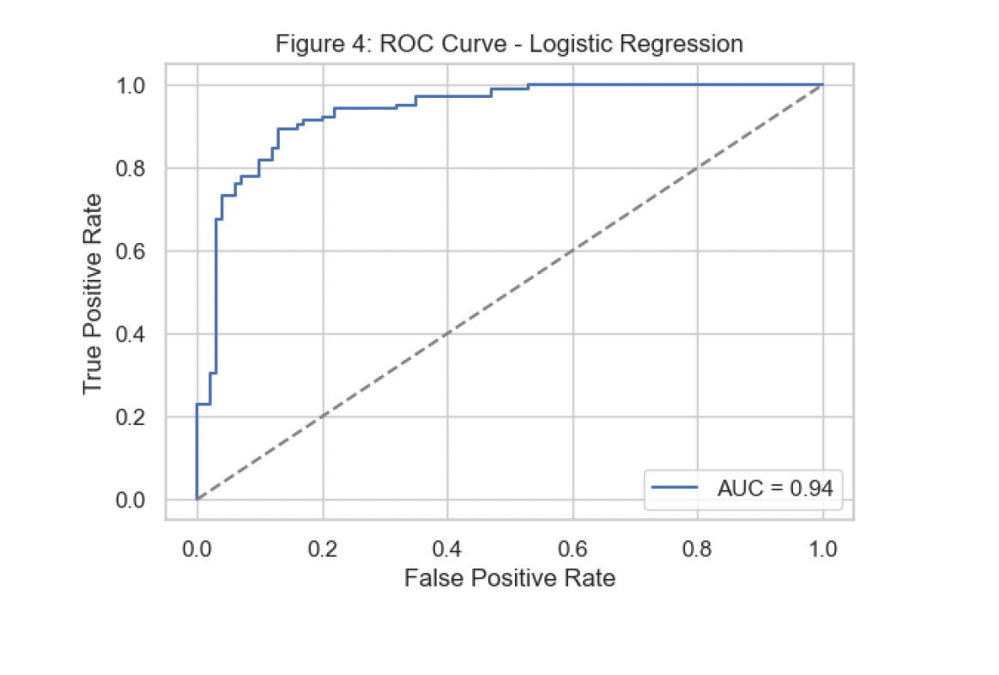 Figure 4: ROC Curve - Logistic Regression
1.0
0.8
0.6
0.4
0.2
0.0
True Positive Rate
AUC = 0.94
0.0 0.2 0.4 0.6 0.8 1.0
False Positive Rate